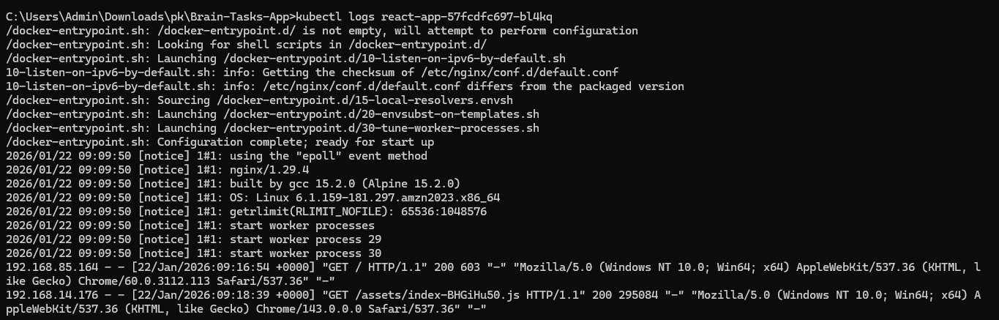 C:\Users\Admin\Downloads\pk\Brain-Tasks-App>kubectl logs react-app-57fcdfc697-bl4kq
/docker-entrypoint.sh: /docker-entrypoint.d/ is not empty, will attempt to perform configuration
/docker-entrypoint.sh: Looking for shell scripts in /docker-entrypoint.d/
/docker-entrypoint.sh: Launching /docker-entrypoint.d/10-listen-on-ipv6-by-default.sh
10-listen-on-ipv6-by-default.sh: info: Getting the checksum of /etc/nginx/conf.d/default.conf
10-listen-on-ipv6-by-default.sh: info: /etc/nginx/conf.d/default.conf differs from the packaged version
/docker-entrypoint.sh: Sourcing /docker-entrypoint.d/15-local-resolvers.envsh
/docker-entrypoint.sh: Launching /docker-entrypoint.d/20-envsubst-on-templates.sh
/docker-entrypoint.sh: Launching /docker-entrypoint.d/30-tune-worker-processes.sh
/docker-entrypoint.sh: Configuration complete; ready for start up
2026/01/22 09:09:50 [notice] 1#1: using the "epoll" event method
2026/01/22 09:09:50 [notice] 1#1: nginx/1.29.4
2026/01/22 09:09:50 [notice] 1#1: built by gcc 15.2.0 (Alpine 15.2.0)
2026/01/22 09:09:50 [notice] 1#1: OS: Linux 6.1.159-181.297.amzn2023.x86_64
2026/01/22 09:09:50 [notice] 1#1: getrlimit(RLIMIT_NOFILE): 65536:1048576
2026/01/22 09:09:50 [notice] 1#1: start worker processes
2026/01/22 09:09:50 [notice] 1#1: start worker process 29
2026/01/22 09:09:50 [notice] 1#1: start worker process 30
192.168.85.164 - - [22/Jan/2026:09:16:54 +0000] "GET / HTTP/1.1" 200 603 "-" "Mozilla/5.0 (Windows NT 10.0; Win64; x64) AppleWebKit/537.36 (KHTML, l
ike Gecko) Chrome/60.0.3112.113 Safari/537.36" "-"
192.168.14.176 - - [22/Jan/2026:09:18:39 +0000] "GET /assets/index-BHGiHu50.js HTTP/1.1" 200 295084 "-" "Mozilla/5.0 (Windows NT 10.0; Win64; x64) A
ppleWebKit/537.36 (KHTML, like Gecko) Chrome/143.0.0.0 Safari/537.36" "-"